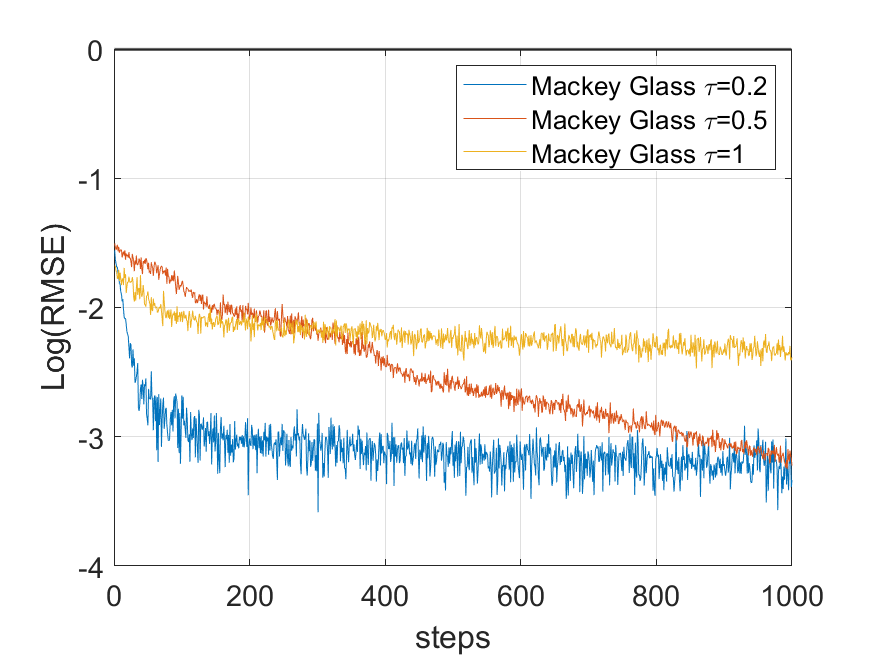 0
-1
-2
-3
-4
Log(RMSE)
Mackey Glass τ=0.2
Mackey Glass τ=0.5
Mackey Glass τ=1
0 200 400 600 800 1000
steps